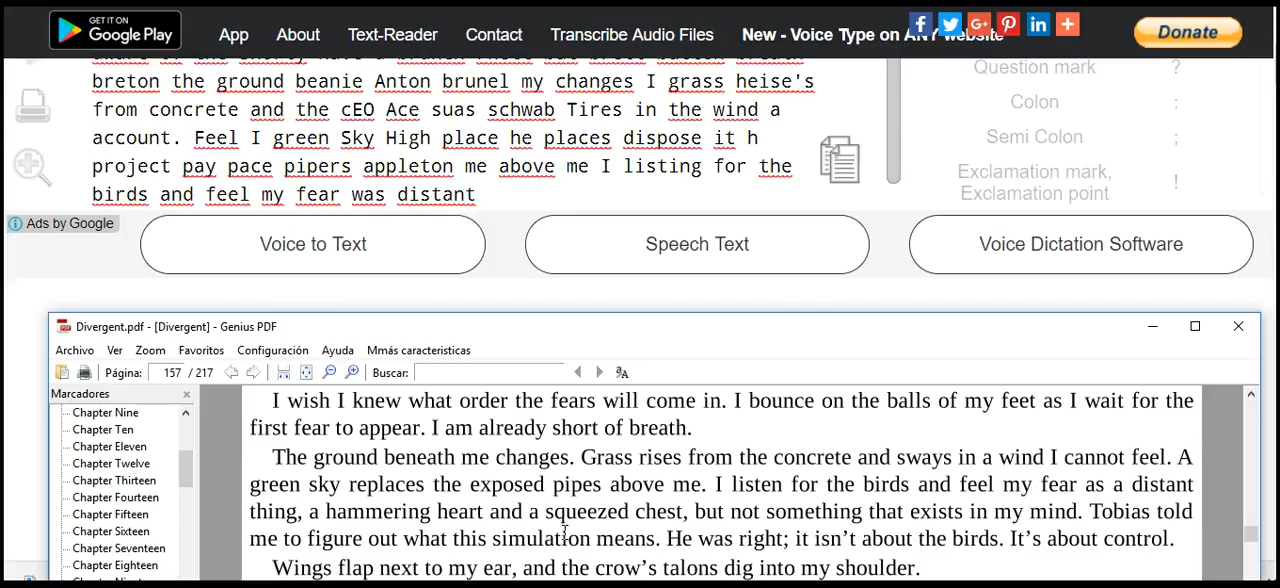 GET IT ON
Google Play
App About Text-Reader Contact Transcribe Audio Files New - Voice Type on ANY website
Donate
breton the ground beanie Anton brunel my changes I grass heise's
from concrete and the cEO Ace suas schwab Tires in the wind a
account. Feel I green Sky High place he places dispose it h
project pay pace pipers appleton me above me I listing for the
birds and feel my fear was distant
Question mark ?
Colon :
Semi Colon ;
Exclamation mark,
Exclamation point !
Ads by Google
Voice to Text Speech Text Voice Dictation Software
Divergent.pdf - [Divergent] - Genius PDF
Archivo Ver Zoom Favoritos Configuración Ayuda Mmás caracteristicas
Página: 157 / 217 Buscar:
Marcadores
Chapter Nine
Chapter Ten
Chapter Eleven
Chapter Twelve
Chapter Thirteen
Chapter Fourteen
Chapter Fifteen
Chapter Sixteen
Chapter Seventeen
Chapter Eighteen
I wish I knew what order the fears will come in. I bounce on the balls of my feet as I wait for the
first fear to appear. I am already short of breath.
The ground beneath me changes. Grass rises from the concrete and sways in a wind I cannot feel. A
green sky replaces the exposed pipes above me. I listen for the birds and feel my fear as a distant
thing, a hammering heart and a squeezed chest, but not something that exists in my mind. Tobias told
me to figure out what this simulation means. He was right; it isn’t about the birds. It’s about control.
Wings flap next to my ear, and the crow’s talons dig into my shoulder.